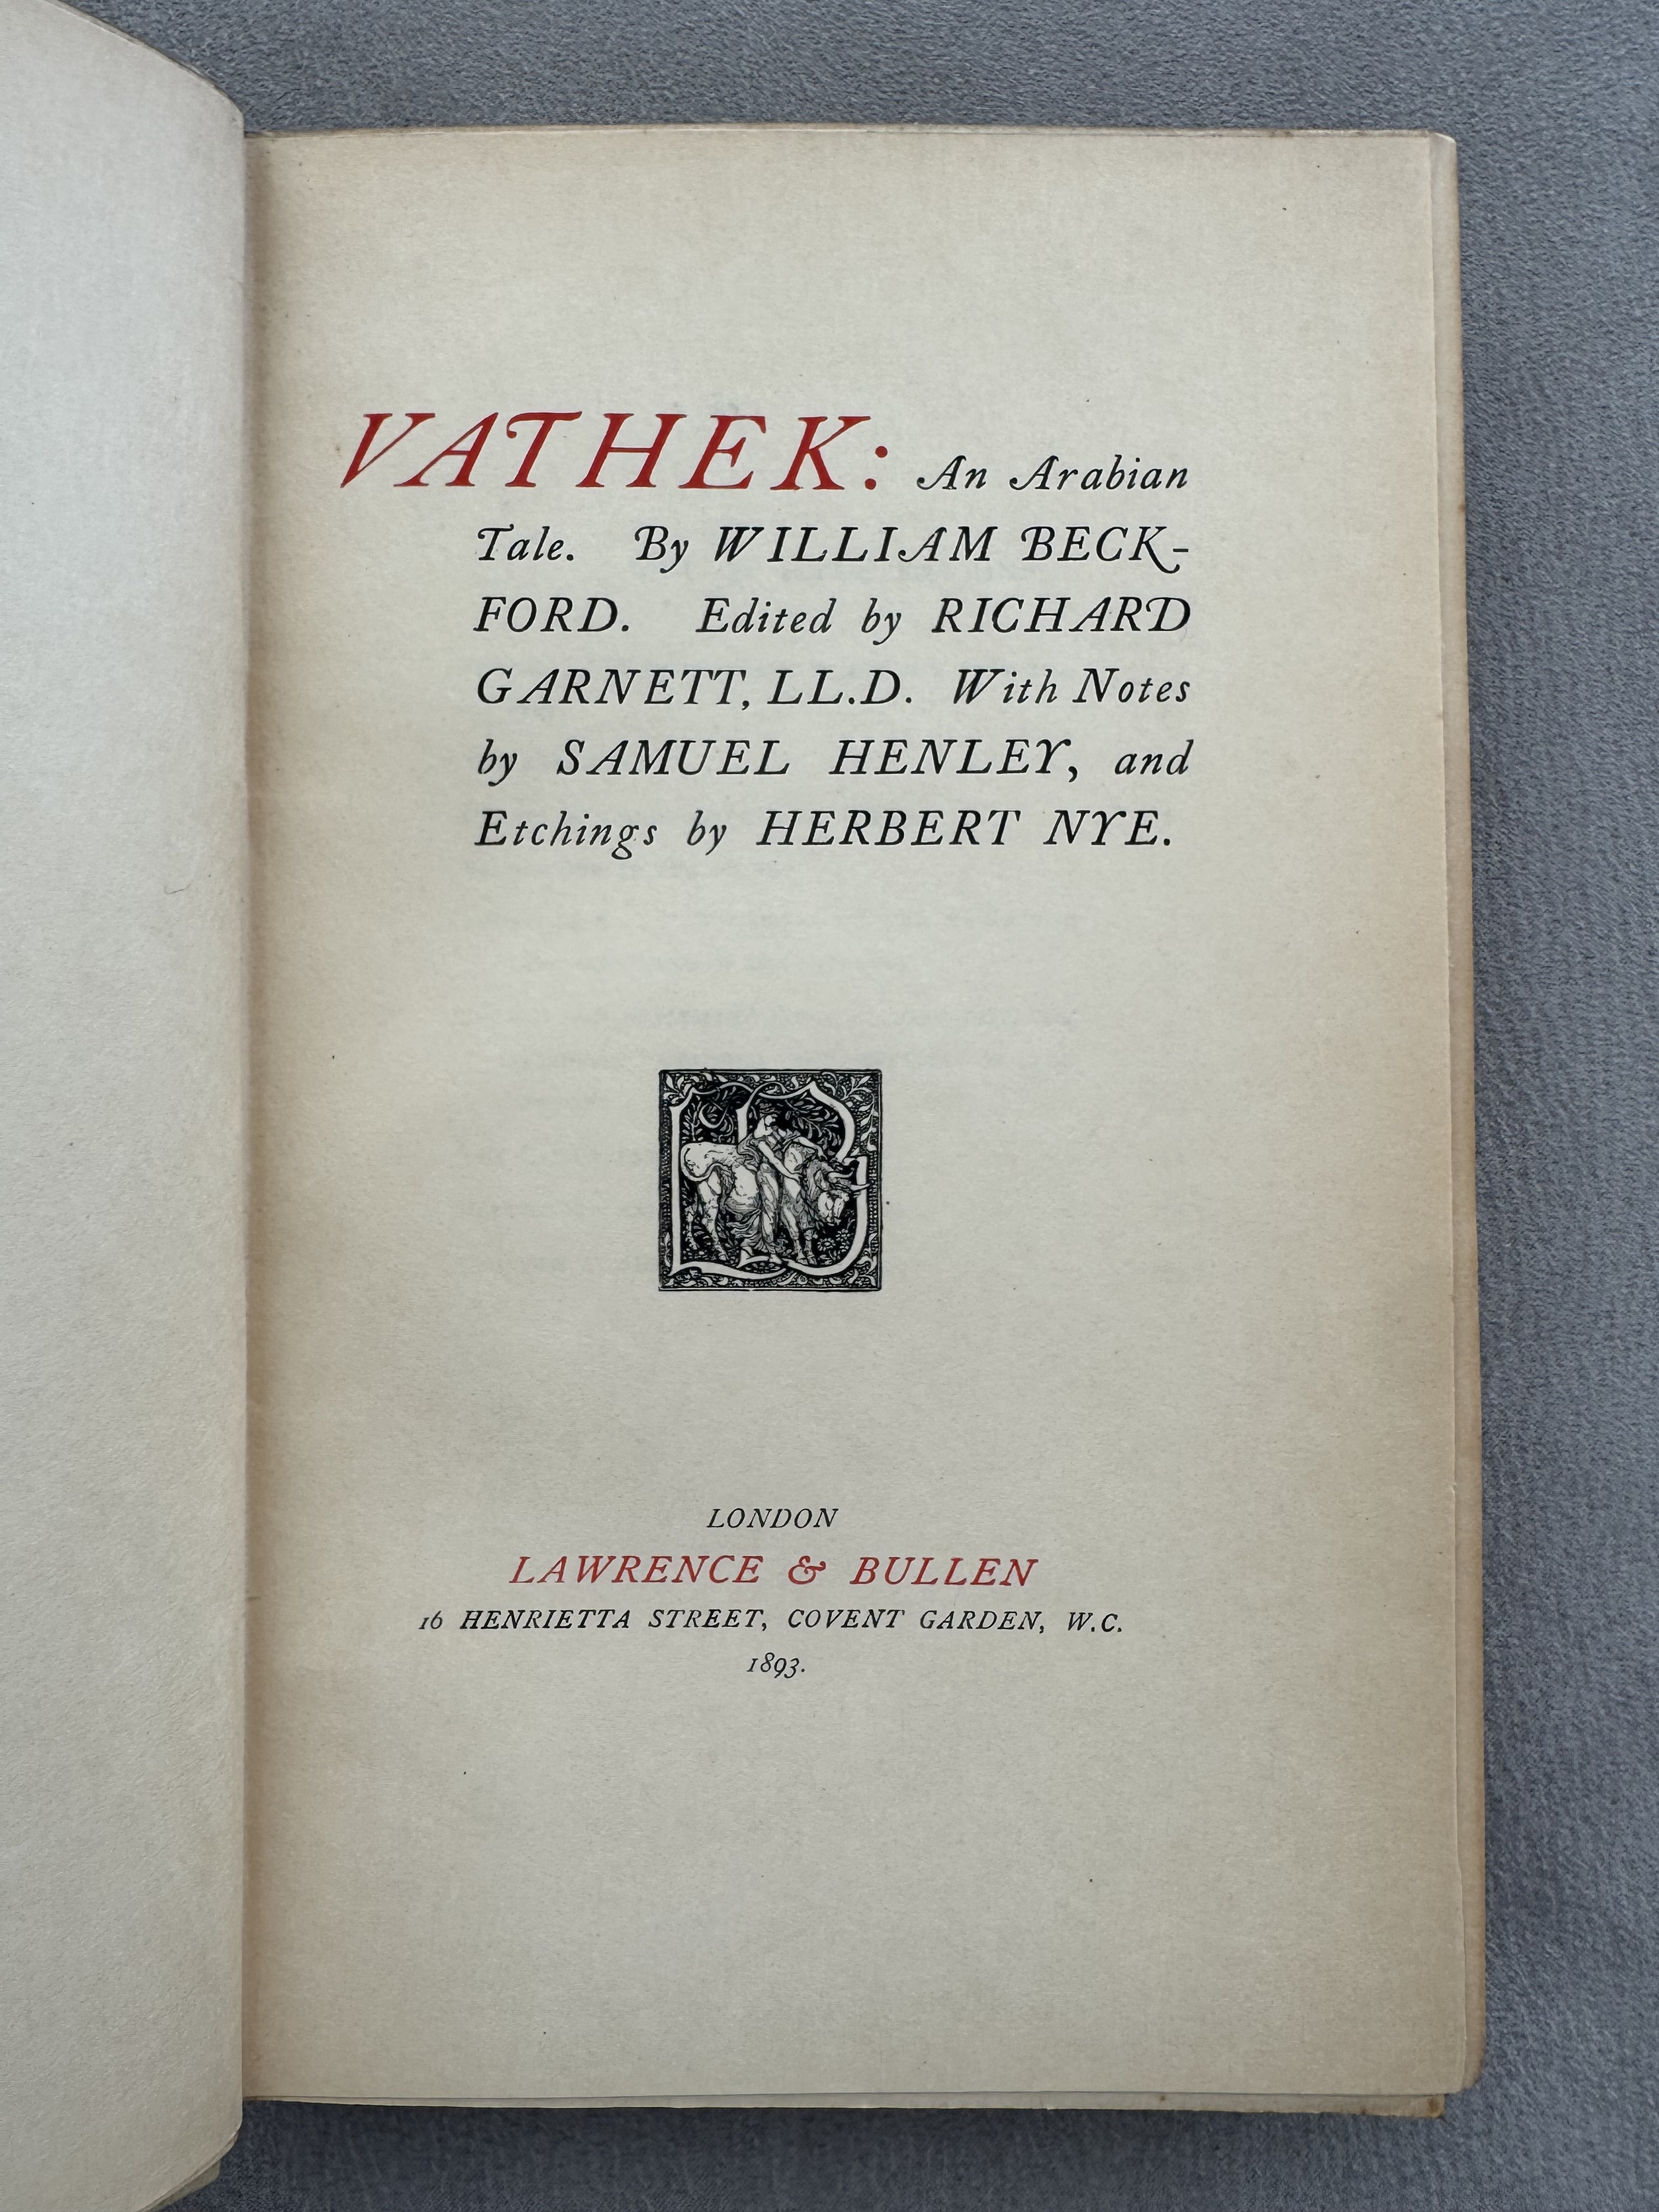 VATHEK: An Arabian
Tale. By WILLIAM BECK-
FORD. Edited by RICHARD
GARNETT, LL.D. With Notes
by SAMUEL HENLEY, and
Etchings by HERBERT NYE.
LB
LONDON
LAWRENCE & BULLEN
16 HENRIETTA STREET, COVENT GARDEN, W.C.
1893.